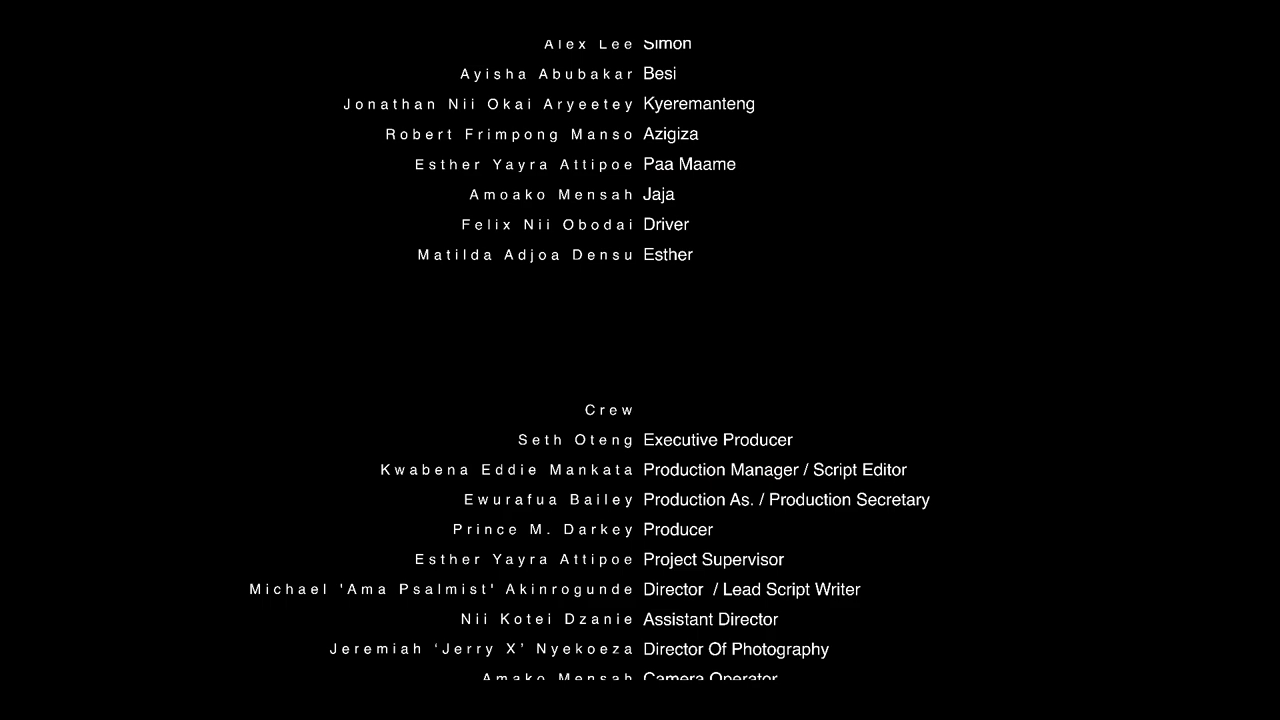 Alex Lee Simon
Ayisha Abubakar Besi
Jonathan Nii Okai Aryeetey Kyeremanteng
Robert Frimpong Manso Azigiza
Esther Yayra Attipoe Paa Maame
Amoako Mensah Jaja
Felix Nii Obodai Driver
Matilda Adjoa Densu Esther
Crew
Seth Oteng Executive Producer
Kwabena Eddie Mankata Production Manager / Script Editor
Ewurafua Bailey Production As. / Production Secretary
Prince M. Darkey Producer
Esther Yayra Attipoe Project Supervisor
Michael 'Ama Psalmist' Akinrogunde Director / Lead Script Writer
Nii Kotei Dzanie Assistant Director
Jeremiah ‘Jerry X’ Nyekoeza Director Of Photography
Amako Mensah Camera Operator